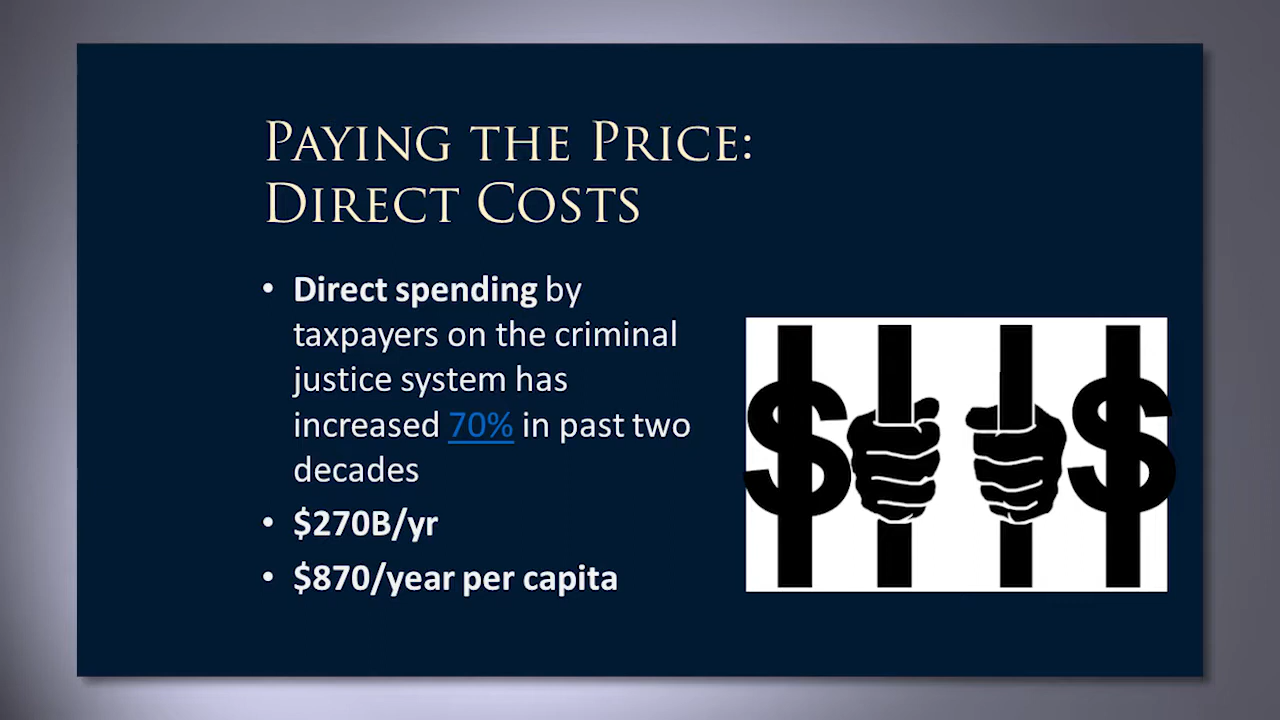 PAYING THE PRICE:
DIRECT COSTS
• Direct spending by
taxpayers on the criminal
justice system has
increased 70% in past two
decades
• $270B/yr
• $870/year per capita
$ $